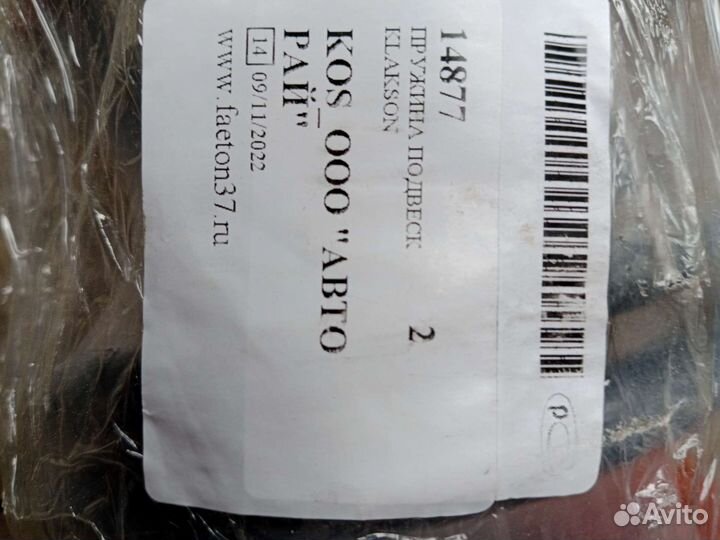 14877
ПРУЖИНА ПОДВЕСК 2
KLAKSON
KOS_ООО "АВТО
РАЙ"
14 09/11/2022
www.faeton37.ru
р
Avito